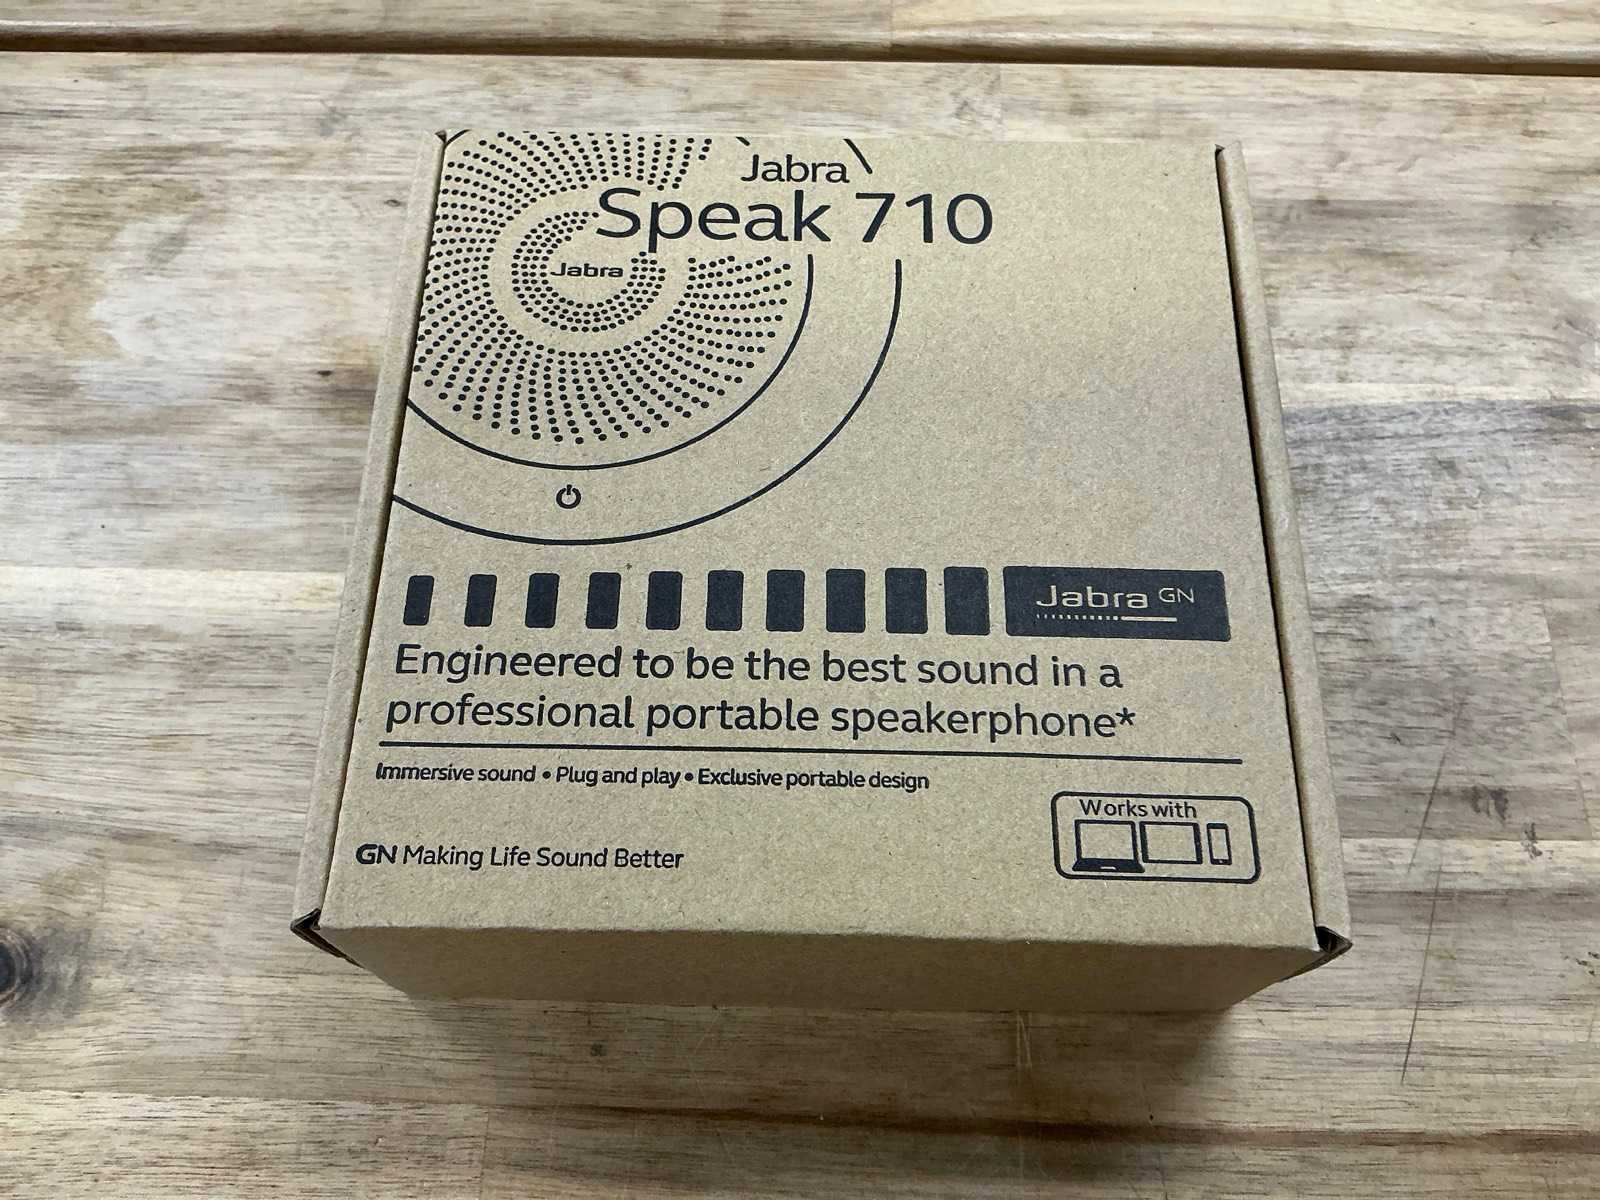 Jabra
Speak 710
Jabra
Jabra GN
Engineered to be the best sound in a
professional portable speakerphone*
Immersive sound • Plug and play • Exclusive portable design
Works with
GN Making Life Sound Better